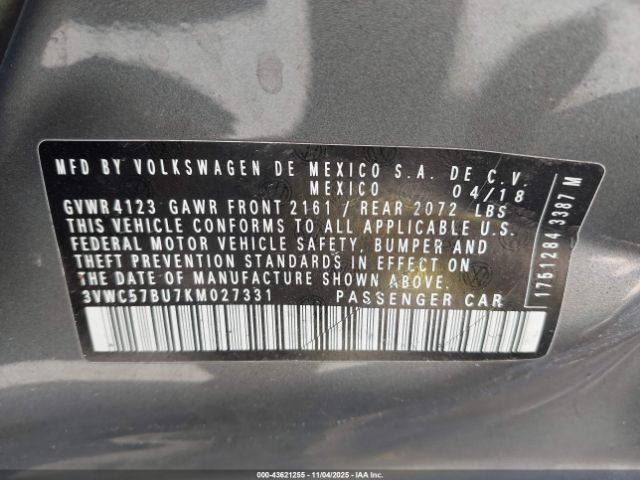 MFD BY VOLKSWAGEN DE MEXICO S.A. DE C.V.
MEXICO 04/18
GVWR 4123 GAWR FRONT 2161 / REAR 2072 LBS
THIS VEHICLE CONFORMS TO ALL APPLICABLE U.S.
FEDERAL MOTOR VEHICLE SAFETY, BUMPER AND
THEFT PREVENTION STANDARDS IN EFFECT ON
THE DATE OF MANUFACTURE SHOWN ABOVE.
3VWC57BU7KM027331 PASSENGER CAR
1751284 3387 M
000-43621255 - 11/04/2025 - IAAI.COM